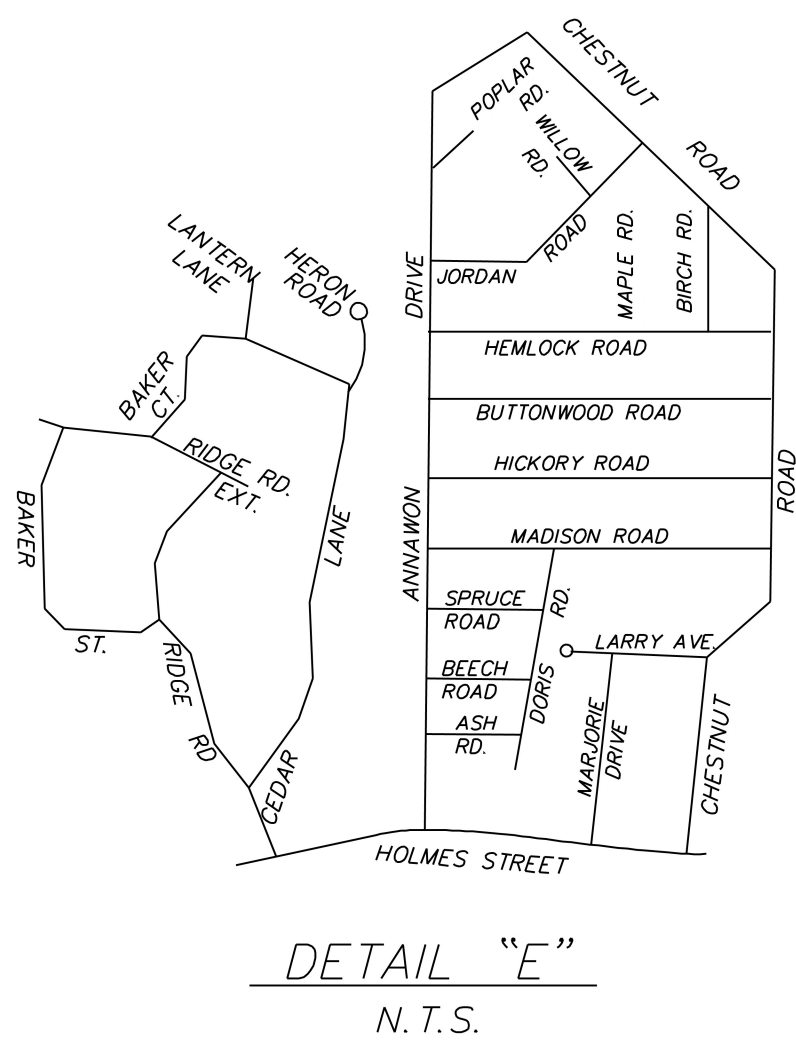 CHESTNUT
ROAD
POPLAR
RD.
WILLOW
RD.
LANTERN
LANE
HERON
ROAD
DRIVE
JORDAN
ROAD
MAPLE RD.
BIRCH RD.
HEMLOCK ROAD
BAKER
CT.
BUTTONWOOD ROAD
RIDGE RD.
EXT.
HICKORY ROAD
ROAD
BAKER
ST.
LANE
ANNAWON
MADISON ROAD
SPRUCE
ROAD
RD.
DORIS
LARRY AVE.
BEECH
ROAD
ASH
RD.
RIDGE
RD
CEDAR
MARJORIE
DRIVE
CHESTNUT
HOLMES STREET
DETAIL "E"
N.T.S.